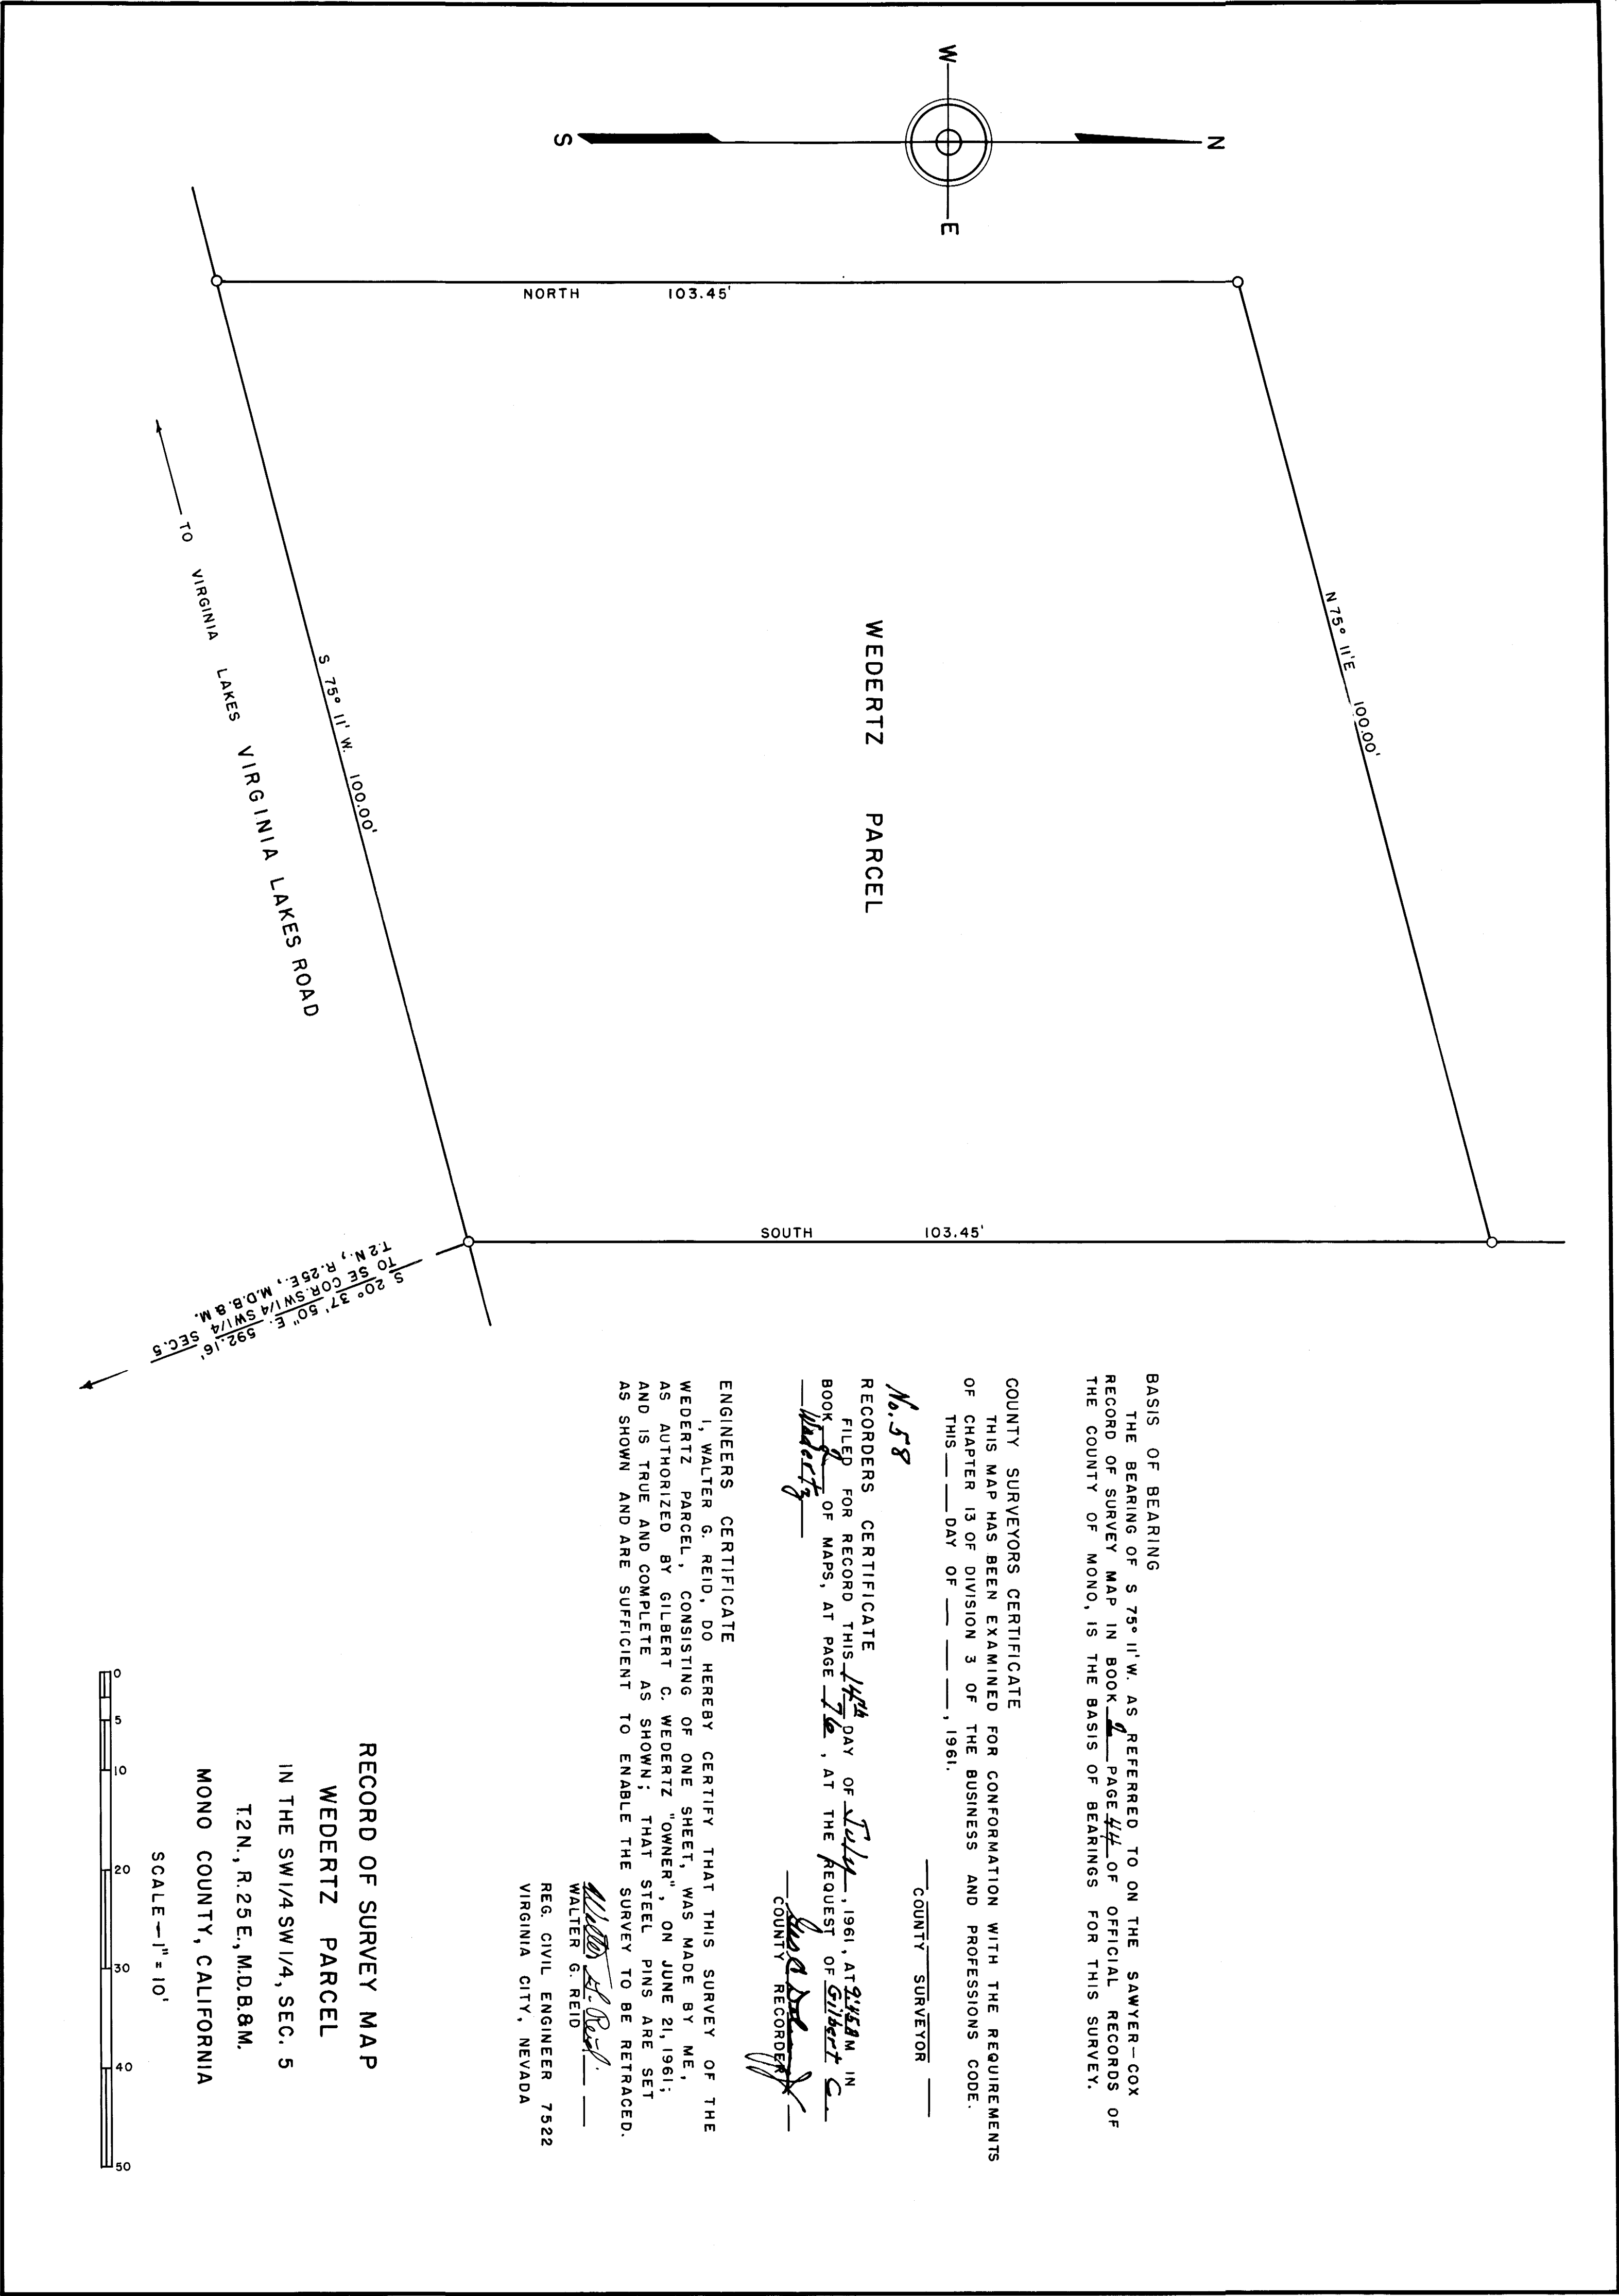 W
N
S
E
NORTH 103.45'
N 75° 11' E 100.00'
WEDERTZ PARCEL
S 75° 11' W. 100.00'
TO VIRGINIA LAKES
VIRGINIA LAKES ROAD
SOUTH 103.45'
S 20° 37' 50" E. 592.16'
TO SE COR. SW 1/4 SW 1/4 SEC. 5
T. 2 N., R. 25 E., M.D.B. & M.
BASIS OF BEARING
THE BEARING OF S 75° 11' W. AS REFERRED TO ON THE SAWYER-COX
RECORD OF SURVEY MAP IN BOOK PAGE 44 OF OFFICIAL RECORDS OF
THE COUNTY OF MONO, IS THE BASIS OF BEARINGS FOR THIS SURVEY.
COUNTY SURVEYORS CERTIFICATE
THIS MAP HAS BEEN EXAMINED FOR CONFORMATION WITH THE REQUIREMENTS
OF CHAPTER 13 OF DIVISION 3 OF THE BUSINESS AND PROFESSIONS CODE.
THIS DAY OF , 1961.
COUNTY SURVEYOR
No. 58
RECORDERS CERTIFICATE
FILED FOR RECORD THIS 14th DAY OF July, 1961, AT 9:45 A M IN
BOOK OF MAPS, AT PAGE 76, AT THE REQUEST OF Gilbert C.
Wedertz
COUNTY RECORDER
ENGINEERS CERTIFICATE
I, WALTER G. REID, DO HEREBY CERTIFY THAT THIS SURVEY OF THE
WEDERTZ PARCEL, CONSISTING OF ONE SHEET, WAS MADE BY ME,
AS AUTHORIZED BY GILBERT C. WEDERTZ "OWNER", ON JUNE 21, 1961;
AND IS TRUE AND COMPLETE AS SHOWN; THAT STEEL PINS ARE SET
AS SHOWN AND ARE SUFFICIENT TO ENABLE THE SURVEY TO BE RETRACED.
Walter G. Reid.
WALTER G. REID
REG. CIVIL ENGINEER 7522
VIRGINIA CITY, NEVADA
RECORD OF SURVEY MAP
WEDERTZ PARCEL
IN THE SW 1/4 SW 1/4, SEC. 5
T. 2 N., R. 25 E., M.D.B. & M.
MONO COUNTY, CALIFORNIA
SCALE-1" = 10'
0 5 10 20 30 40 50